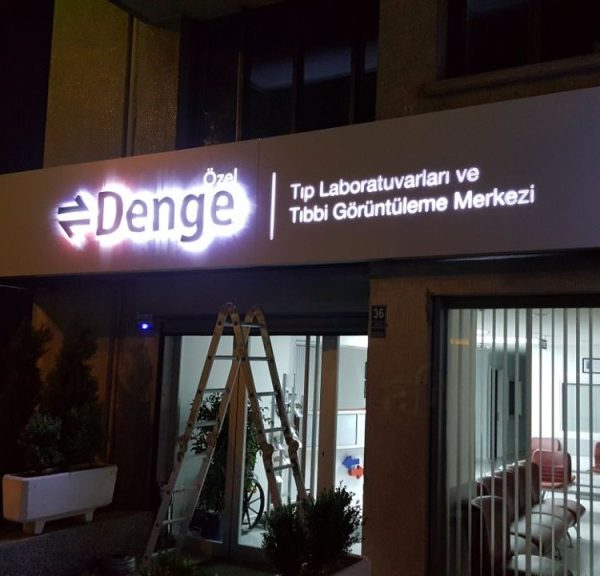 Özel
Denge
Tıp Laboratuvarları ve
Tıbbi Görüntüleme Merkezi
36